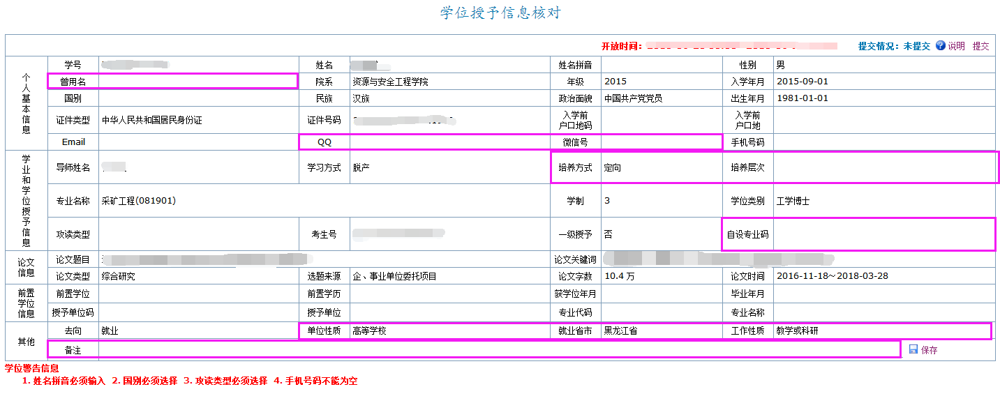 学位授予信息核对
开放时间： 提交情况：未提交 ? 说明 提交
个人基本信息
学号 姓名 姓名拼音 性别 男
曾用名 院系 资源与安全工程学院 年级 2015 入学年月 2015-09-01
国别 民族 汉族 政治面貌 中国共产党党员 出生年月 1981-01-01
证件类型 中华人民共和国居民身份证 证件号码 入学前户口地码 入学前户口地
Email QQ 微信号 手机号码
学业和学位授予信息
导师姓名 学习方式 脱产 培养方式 定向 培养层次
专业名称 采矿工程(081901) 学制 3 学位类别 工学博士
攻读类型 考生号 一级授予 否 自设专业码
论文信息
论文题目 论文关键词
论文类型 综合研究 选题来源 企、事业单位委托项目 论文字数 10.4 万 论文时间 2016-11-18～2018-03-28
前置学位信息
前置学位 前置学历 获学位年月 毕业年月
授予单位码 授予单位 专业代码 专业名称
其他
去向 就业 单位性质 高等学校 就业省市 黑龙江省 工作性质 教学或科研
备注 保存
学位警告信息
1. 姓名拼音必须输入 2. 国别必须选择 3. 攻读类型必须选择 4. 手机号码不能为空